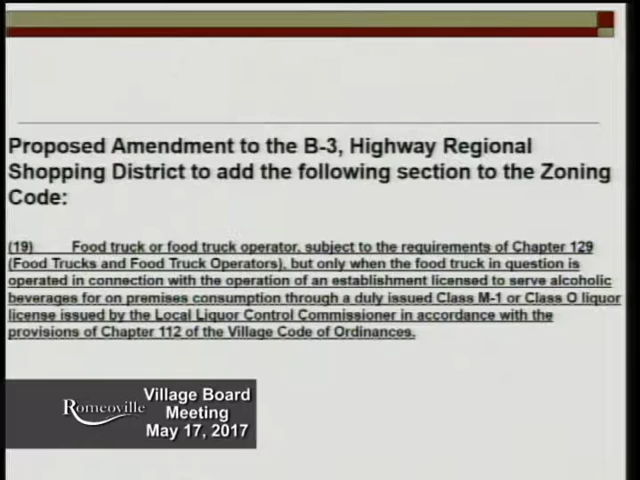 Proposed Amendment to the B-3, Highway Regional
Shopping District to add the following section to the Zoning
Code:
(19) Food truck or food truck operator, subject to the requirements of Chapter 129
(Food Trucks and Food Truck Operators), but only when the food truck in question is
operated in connection with the operation of an establishment licensed to serve alcoholic
beverages for on premises consumption through a duly issued Class M-1 or Class O liquor
license issued by the Local Liquor Control Commissioner in accordance with the
provisions of Chapter 112 of the Village Code of Ordinances.
Romeoville
Village Board
Meeting
May 17, 2017